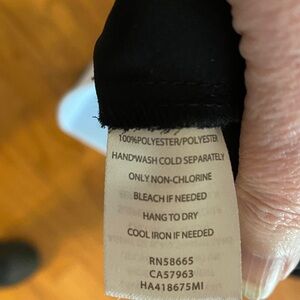 100%POLYESTER/POLYESTER
HANDWASH COLD SEPARATELY
ONLY NON-CHLORINE
BLEACH IF NEEDED
HANG TO DRY
COOL IRON IF NEEDED
RN58665
CA57963
HA418675MI